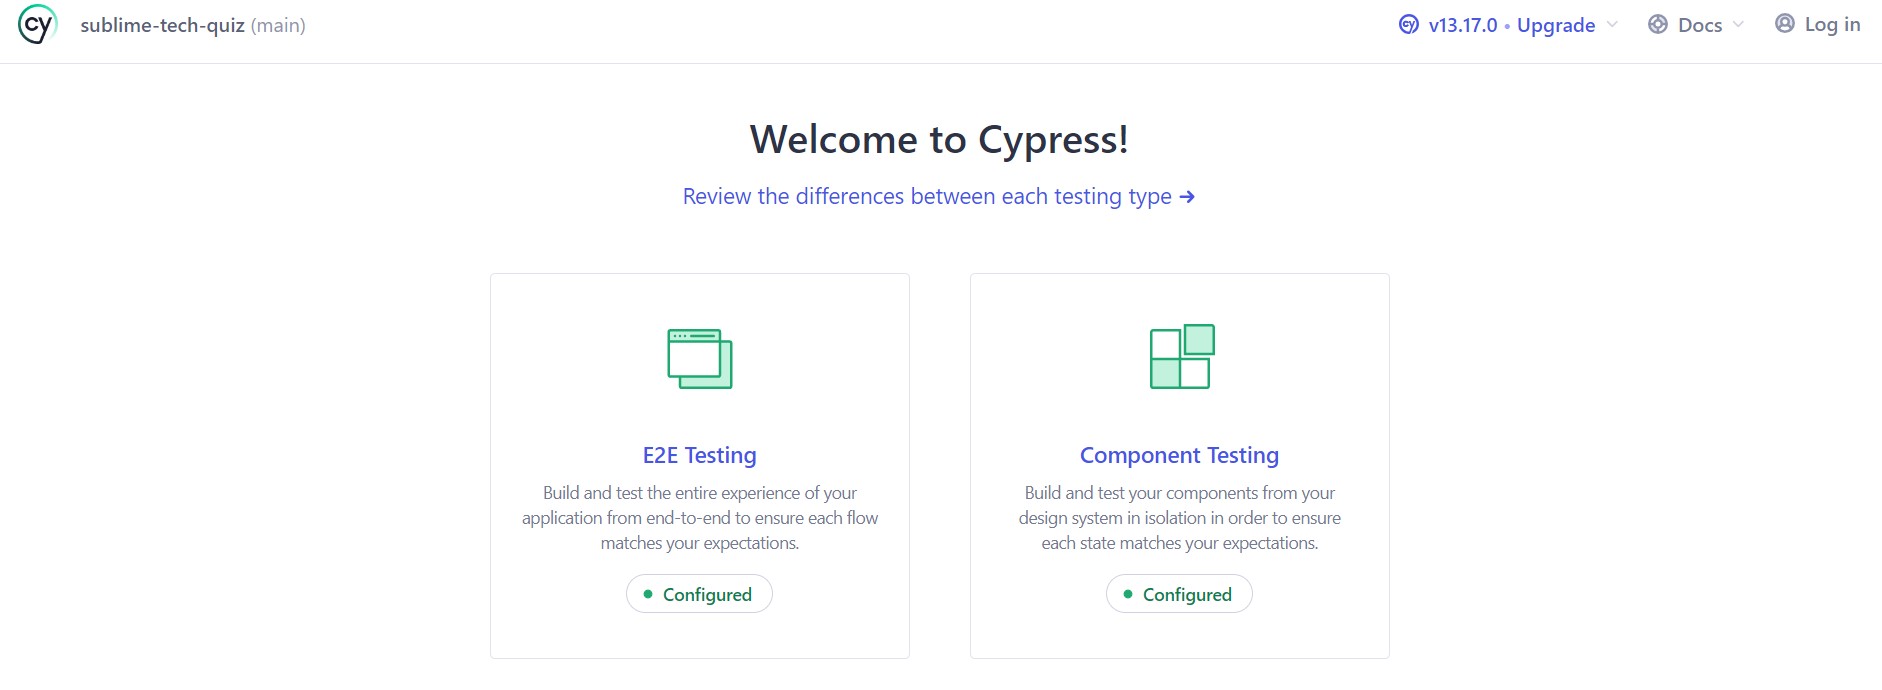 cy sublime-tech-quiz (main) cy v13.17.0 • Upgrade Docs Log in
Welcome to Cypress!
Review the differences between each testing type →
E2E Testing
Build and test the entire experience of your
application from end-to-end to ensure each flow
matches your expectations.
Configured
Component Testing
Build and test your components from your
design system in isolation in order to ensure
each state matches your expectations.
Configured